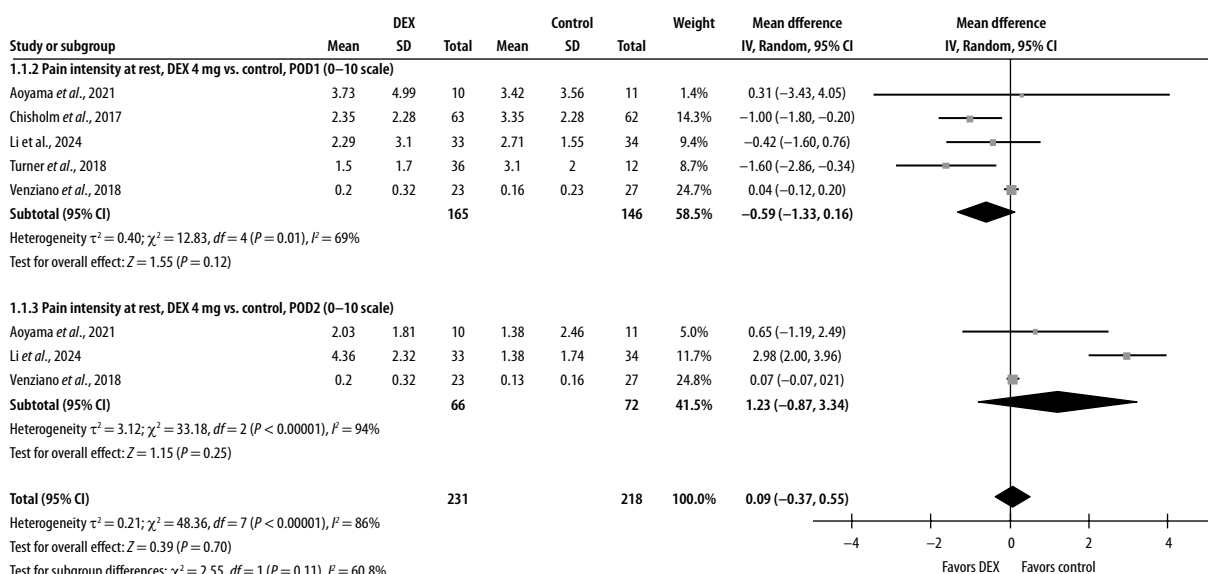 DEX Control Weight Mean dfference Mean dfference
Study or subgroup Mean SD Total Mean SD Total IV, Random, 95% CI IV, Random, 95% CI
1.1.2 Pain intensity at rest, DEX 4 mg vs. control, POD1 (0–10 scale)
Aoyama et al., 2021 3.73 4.99 10 3.42 3.56 11 1.4% 0.31 (−3.43, 4.05)
Chisholm et al., 2017 2.35 2.28 63 3.35 2.28 62 14.3% −1.00 (−1.80, −0.20)
Li et al., 2024 2.29 3.1 33 2.71 1.55 34 9.4% −0.42 (−1.60, 0.76)
Turner et al., 2018 1.5 1.7 36 3.1 2 12 8.7% −1.60 (−2.86, −0.34)
Venziano et al., 2018 0.2 0.32 23 0.16 0.23 27 24.7% 0.04 (−0.12, 0.20)
Subtotal (95% CI) 165 146 58.5% −0.59 (−1.33, 0.16)
Heterogeneity τ² = 0.40; χ² = 12.83, df = 4 (P = 0.01), I² = 69%
Test for overall effect: Z = 1.55 (P = 0.12)
1.1.3 Pain intensity at rest, DEX 4 mg vs. control, POD2 (0–10 scale)
Aoyama et al., 2021 2.03 1.81 10 1.38 2.46 11 5.0% 0.65 (−1.19, 2.49)
Li et al., 2024 4.36 2.32 33 1.38 1.74 34 11.7% 2.98 (2.00, 3.96)
Venziano et al., 2018 0.2 0.32 23 0.13 0.16 27 24.8% 0.07 (−0.07, 021)
Subtotal (95% CI) 66 72 41.5% 1.23 (−0.87, 3.34)
Heterogeneity τ² = 3.12; χ² = 33.18, df = 2 (P < 0.00001), I² = 94%
Test for overall effect: Z = 1.15 (P = 0.25)
Total (95% CI) 231 218 100.0% 0.09 (−0.37, 0.55)
Heterogeneity τ² = 0.21; χ² = 48.36, df = 7 (P < 0.00001), I² = 86%
Test for overall effect: Z = 0.39 (P = 0.70)
−4 −2 0 2 4
Test for subgroup differences: χ² = 2.55, df = 1 (P = 0.11), I² = 60.8%
Favors DEX Favors control